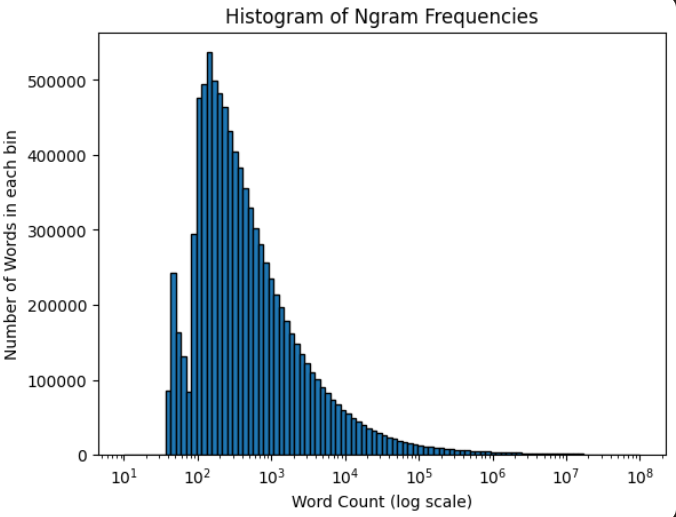 Histogram of Ngram Frequencies
Number of Words in each bin
500000
400000
300000
200000
100000
0
10¹ 10² 10³ 10⁴ 10⁵ 10⁶ 10⁷ 10⁸
Word Count (log scale)